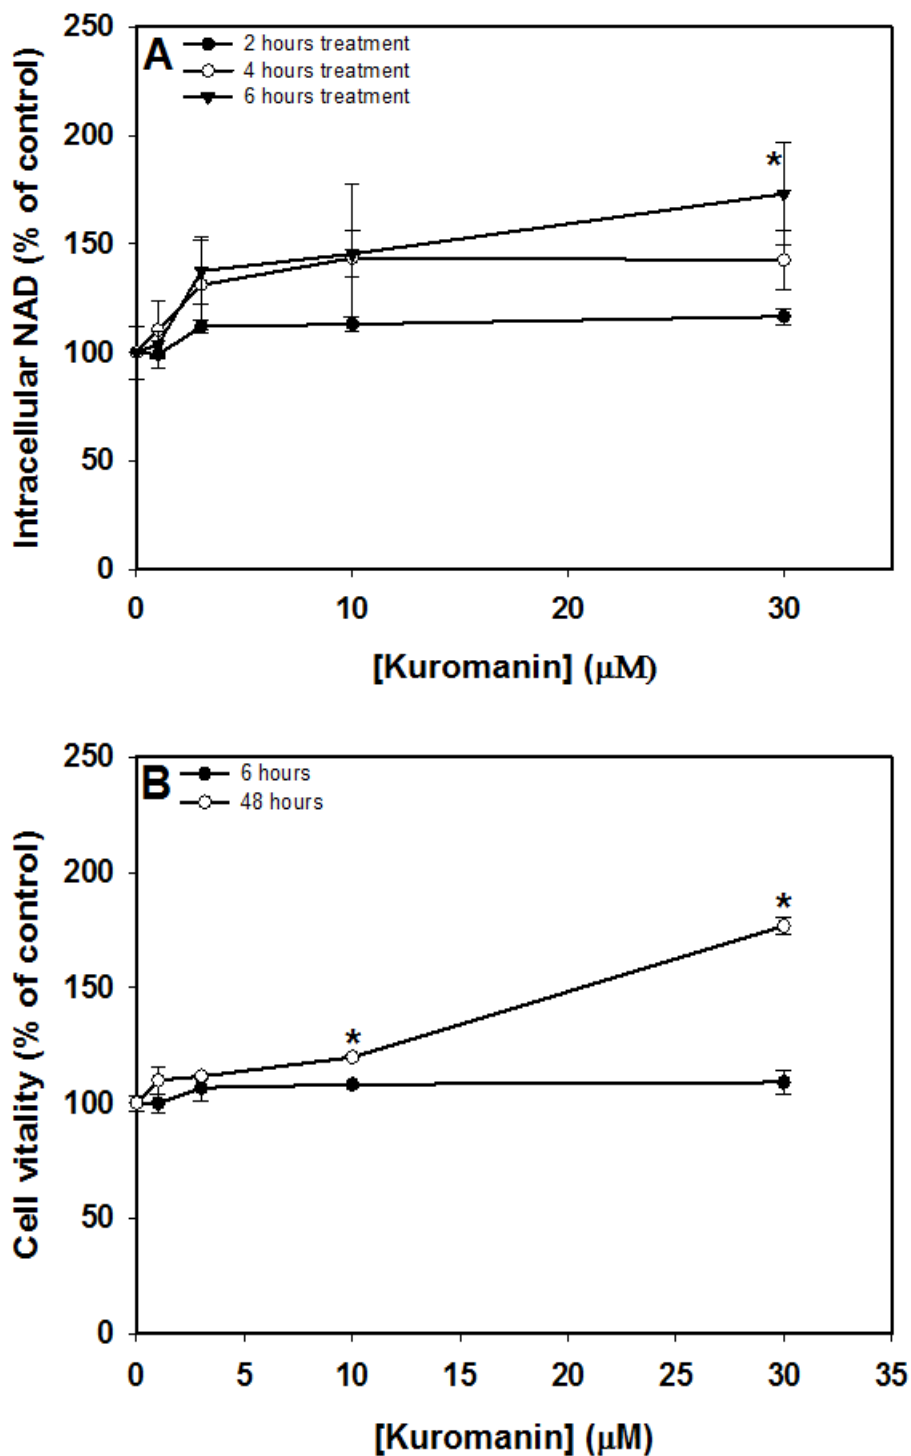 A
2 hours treatment
4 hours treatment
6 hours treatment
Intracellular NAD (% of control)
250
200
150
100
50
0
*
0 10 20 30
[Kuromanin] (μM)
B
6 hours
48 hours
Cell vitality (% of control)
250
200
150
100
50
0
*
*
0 5 10 15 20 25 30 35
[Kuromanin] (μM)